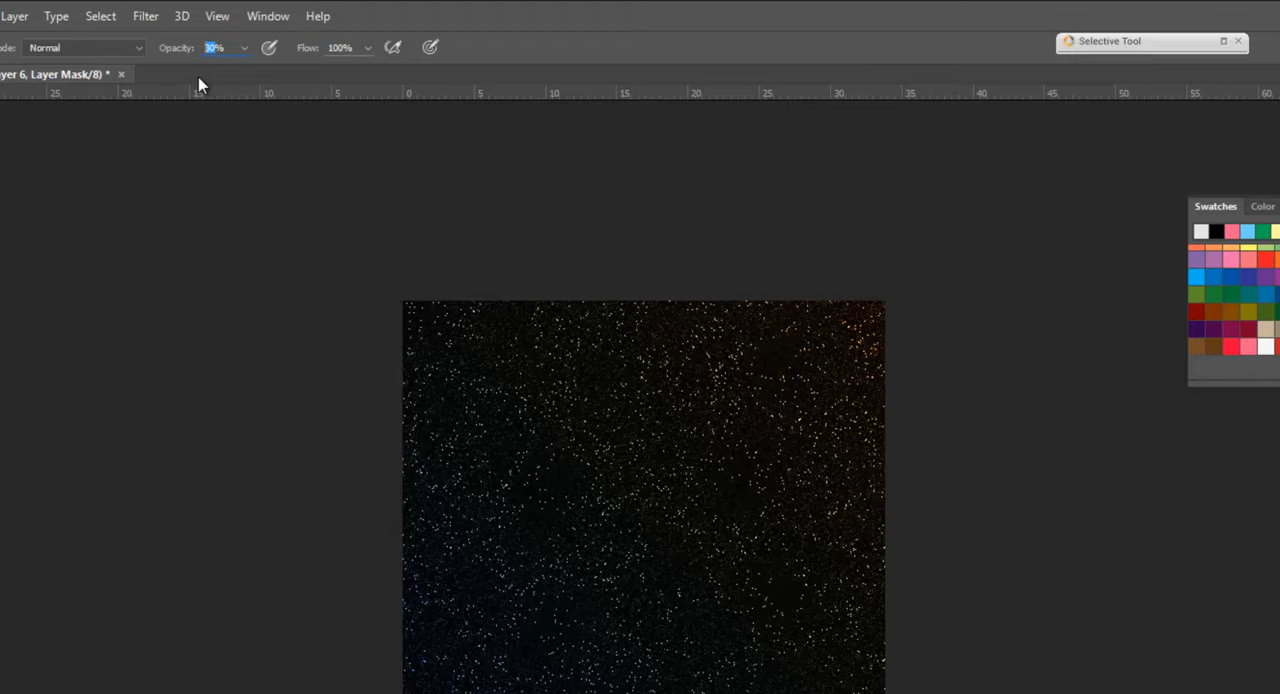 Layer Type Select Filter 3D View Window Help
ode: Normal Opacity: 30% Flow: 100%
Selective Tool
ayer 6, Layer Mask/8) *
25 20 15 10 5 0 5 10 15 20 25 30 35 40 45 50 55 60
Swatches Color